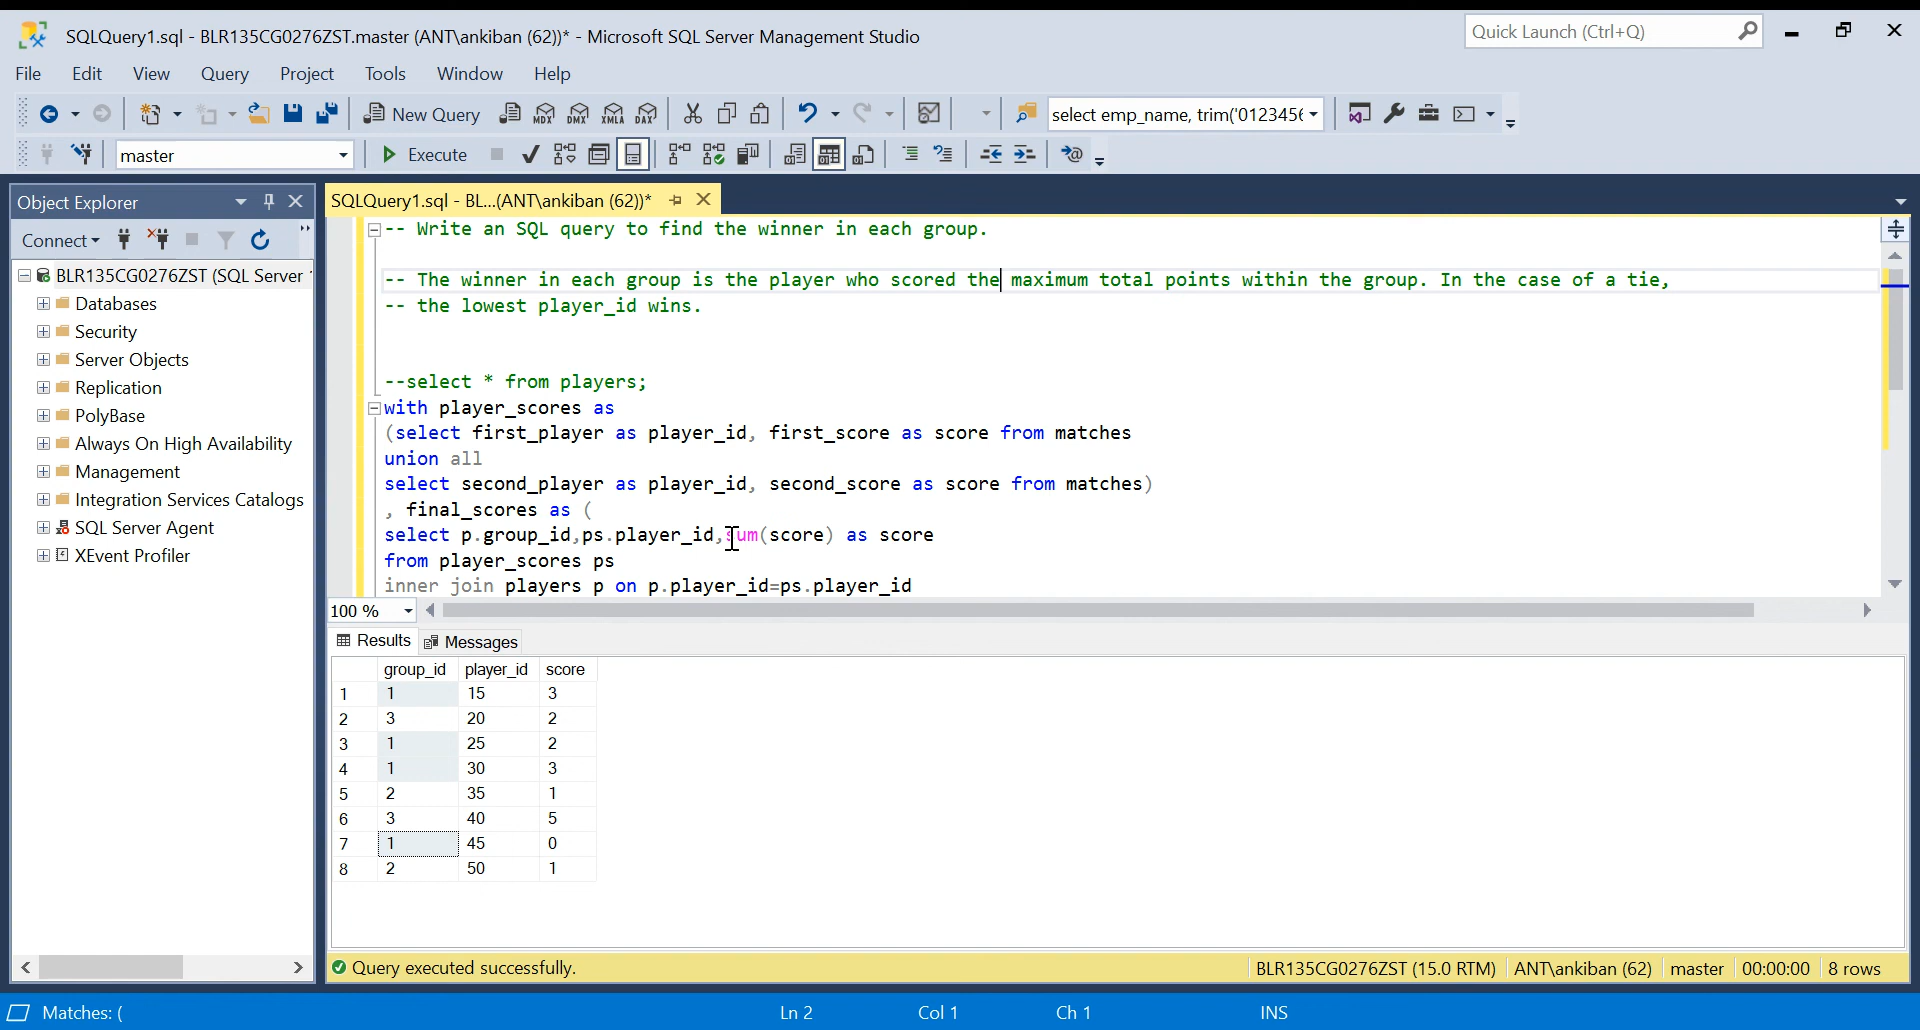 SQLQuery1.sql - BLR135CG0276ZST.master (ANT\ankiban (62))* - Microsoft SQL Server Management Studio
Quick Launch (Ctrl+Q)
File Edit View Query Project Tools Window Help
New Query MDX DMX XMLA DAX select emp_name, trim('0123456
master Execute
Object Explorer
SQLQuery1.sql - BL...(ANT\ankiban (62))*
Connect
BLR135CG0276ZST (SQL Server
Databases
Security
Server Objects
Replication
PolyBase
Always On High Availability
Management
Integration Services Catalogs
SQL Server Agent
XEvent Profiler
-- Write an SQL query to find the winner in each group.
-- The winner in each group is the player who scored the maximum total points within the group. In the case of a tie,
-- the lowest player_id wins.
--select * from players;
with player_scores as
(select first_player as player_id, first_score as score from matches
union all
select second_player as player_id, second_score as score from matches)
, final_scores as (
select p.group_id,ps.player_id,sum(score) as score
from player_scores ps
inner join players p on p.player_id=ps.player_id
100 %
Results Messages
group_id player_id score
1 1 15 3
2 3 20 2
3 1 25 2
4 1 30 3
5 2 35 1
6 3 40 5
7 1 45 0
8 2 50 1
Query executed successfully. BLR135CG0276ZST (15.0 RTM) ANT\ankiban (62) master 00:00:00 8 rows
Matches: ( Ln 2 Col 1 Ch 1 INS